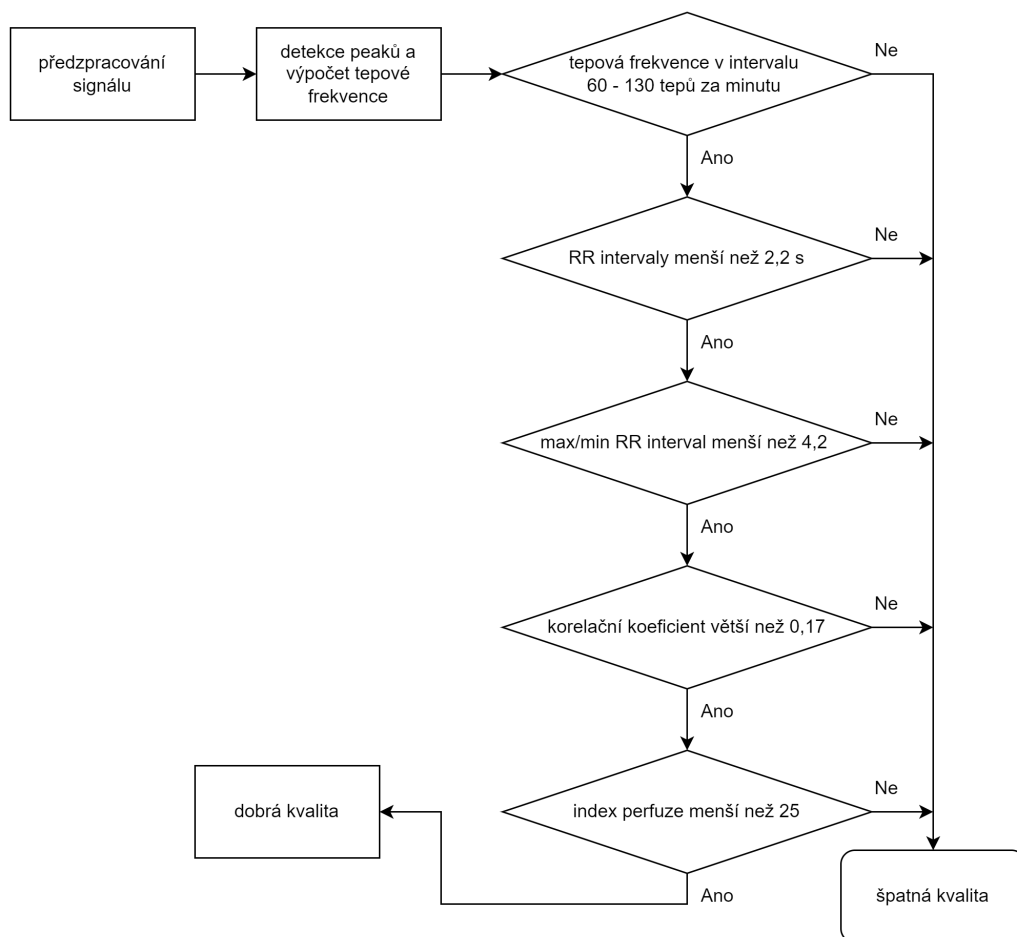 předzpracování
signálu
detekce peaků a
výpočet tepové
frekvence
tepová frekvence v intervalu
60 - 130 tepů za minutu
Ne
Ano
RR intervaly menší než 2,2 s
Ne
Ano
max/min RR interval menší než 4,2
Ne
Ano
korelační koeficient větší než 0,17
Ne
Ano
index perfuze menší než 25
Ne
Ano
dobrá kvalita
špatná kvalita